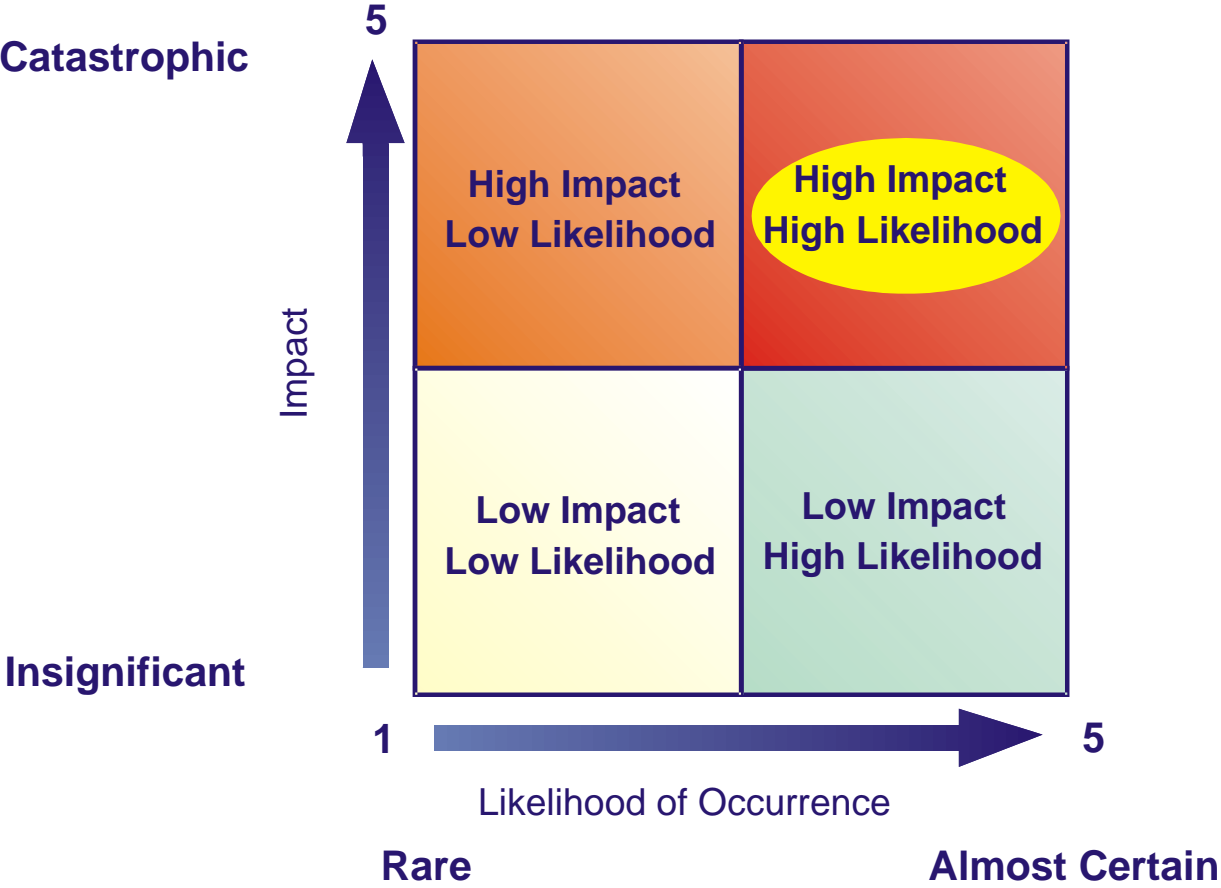 5
Catastrophic
High Impact
Low Likelihood
High Impact
High Likelihood
Impact
Low Impact
Low Likelihood
Low Impact
High Likelihood
Insignificant
1
5
Likelihood of Occurrence
Rare
Almost Certain